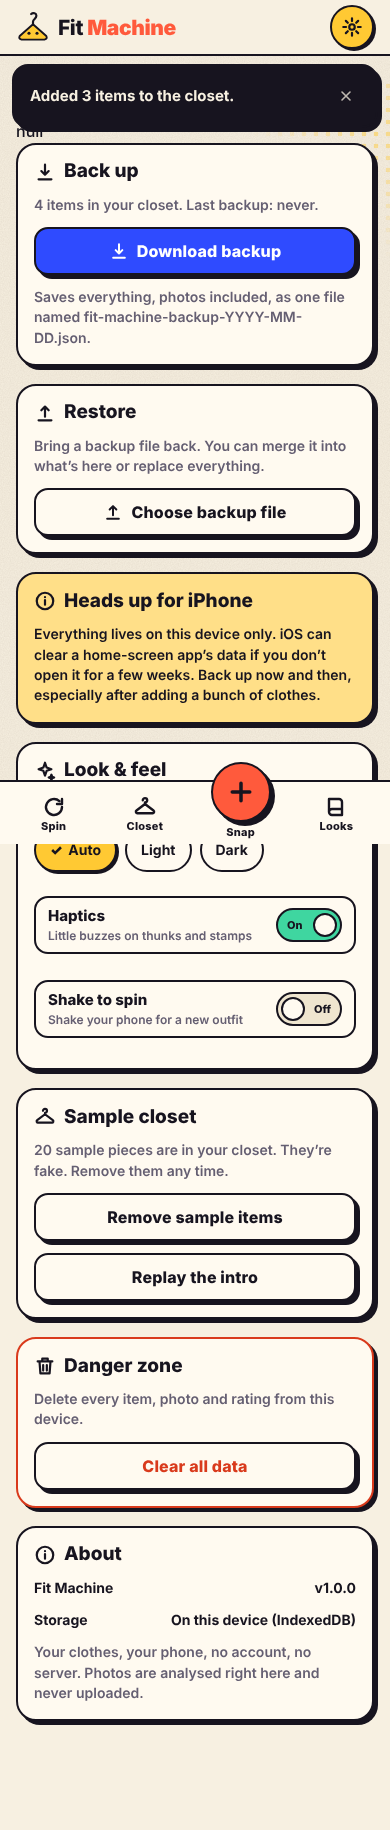 Fit Machine
Added 3 items to the closet.
null
Back up
4 items in your closet. Last backup: never.
Download backup
Saves everything, photos included, as one file
named fit-machine-backup-YYYY-MM-
DD.json.
Restore
Bring a backup file back. You can merge it into
what’s here or replace everything.
Choose backup file
Heads up for iPhone
Everything lives on this device only. iOS can
clear a home-screen app’s data if you don’t
open it for a few weeks. Back up now and then,
especially after adding a bunch of clothes.
Look & feel
Spin
Closet
Snap
Looks
Auto
Light
Dark
Haptics
Little buzzes on thunks and stamps
On
Shake to spin
Shake your phone for a new outfit
Off
Sample closet
20 sample pieces are in your closet. They’re
fake. Remove them any time.
Remove sample items
Replay the intro
Danger zone
Delete every item, photo and rating from this
device.
Clear all data
About
Fit Machine v1.0.0
Storage On this device (IndexedDB)
Your clothes, your phone, no account, no
server. Photos are analysed right here and
never uploaded.